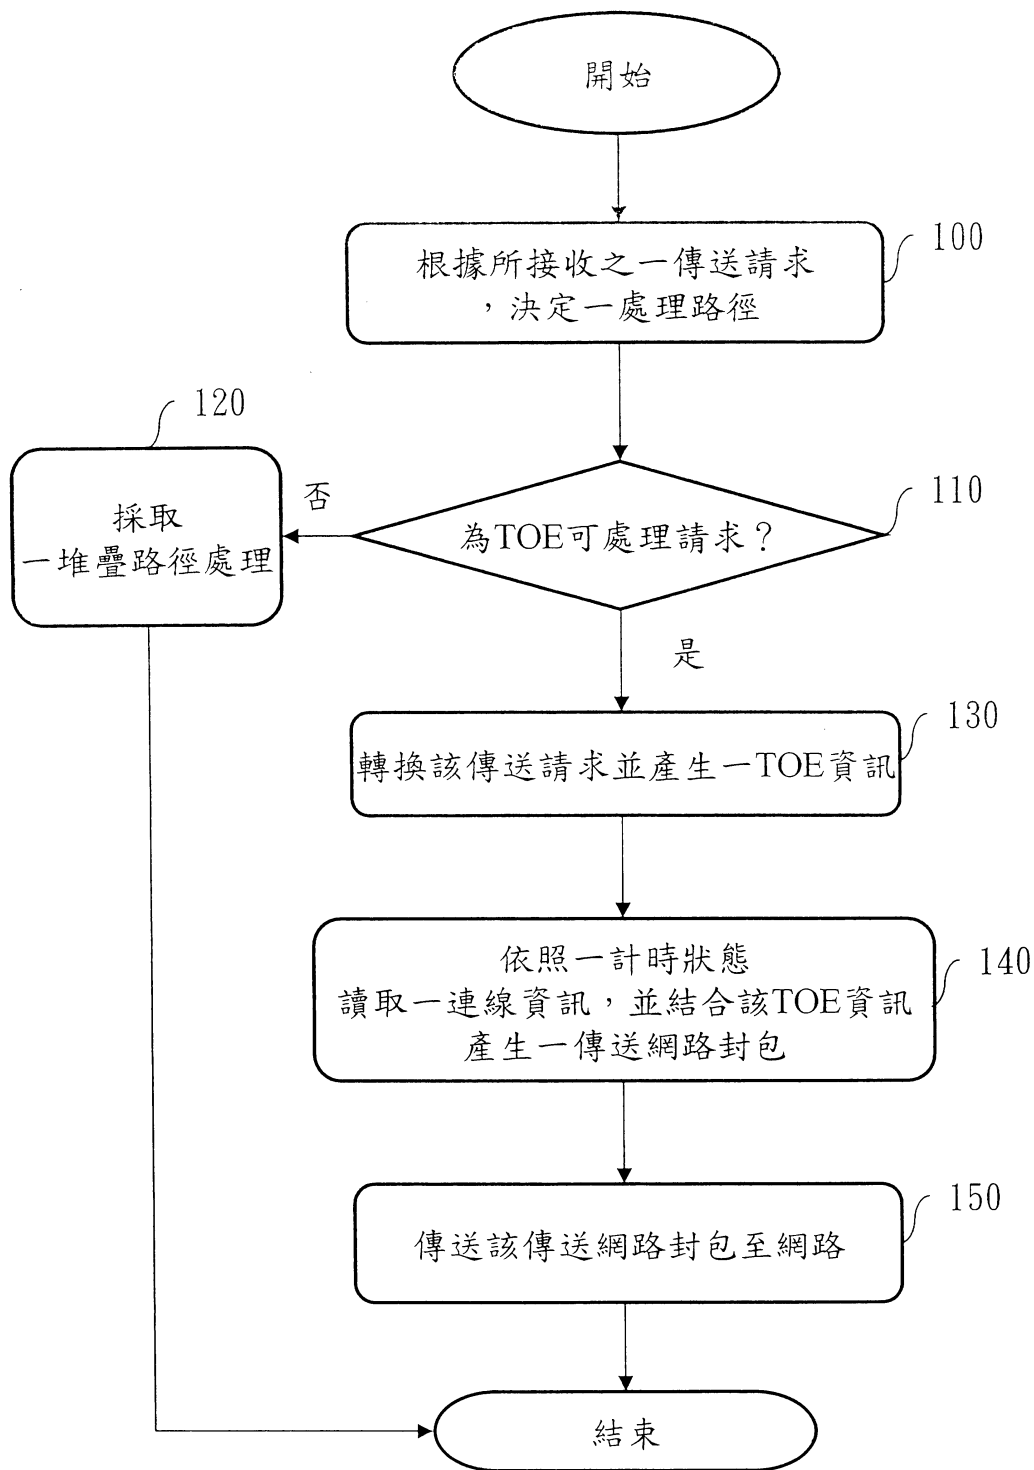 開始
100
根據所接收之一傳送請求
，決定一處理路徑
120
採取
一堆疊路徑處理
否
110
為TOE可處理請求？
是
130
轉換該傳送請求並產生一TOE資訊
140
依照一計時狀態
讀取一連線資訊，並結合該TOE資訊
產生一傳送網路封包
150
傳送該傳送網路封包至網路
結束